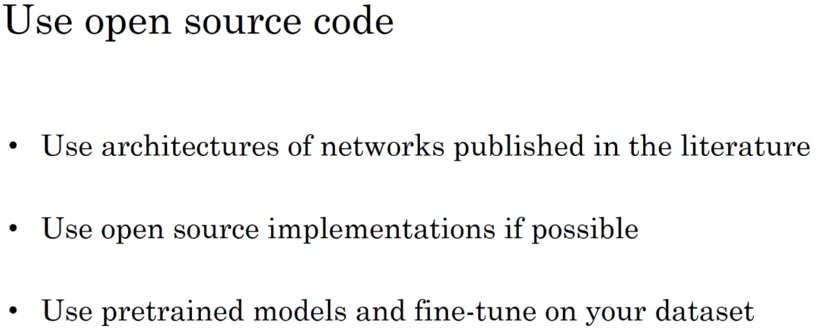 Use open source code
• Use architectures of networks published in the literature
• Use open source implementations if possible
• Use pretrained models and fine-tune on your dataset